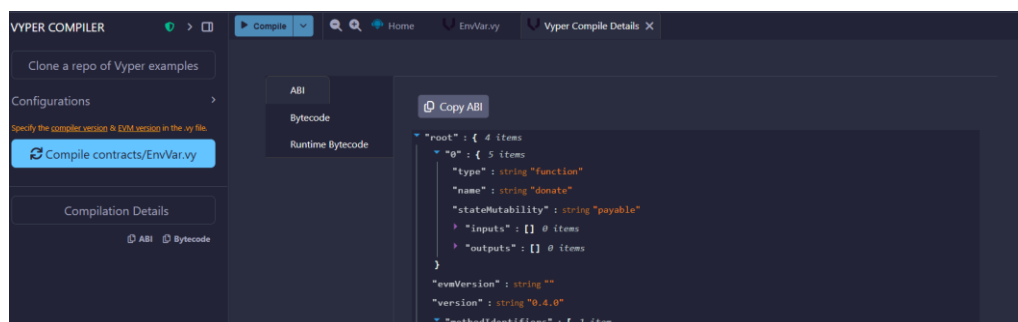 VYPER COMPILER
Compile
Home
EnvVar.vy
Vyper Compile Details
Clone a repo of Vyper examples
Configurations
Specify the compiler version & EVM version in the .vy file.
Compile contracts/EnvVar.vy
Compilation Details
ABI Bytecode
ABI
Bytecode
Runtime Bytecode
Copy ABI
"root" : { 4 items
"0" : { 5 items
"type" : string "function"
"name" : string "donate"
"stateMutability" : string "payable"
"inputs" : [] 0 items
"outputs" : [] 0 items
}
"evmVersion" : string ""
"version" : string "0.4.0"
"methodIdentifiers" : { 1 item